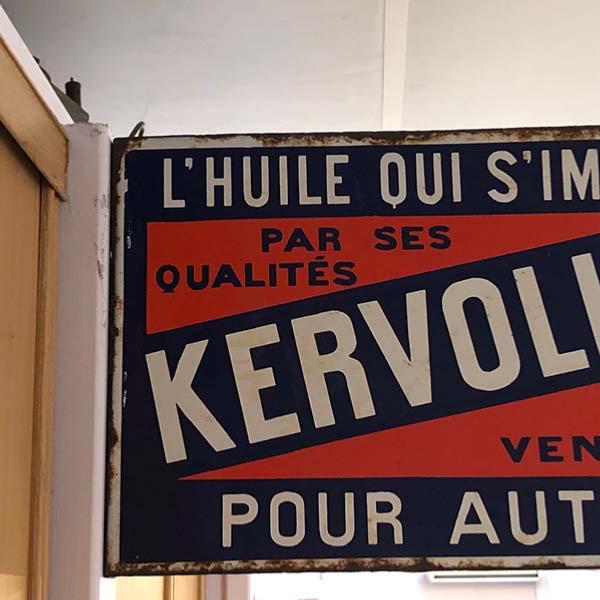 L'HUILE QUI S'IM
PAR SES
QUALITÉS
KERVOLI
VEN
POUR AUT